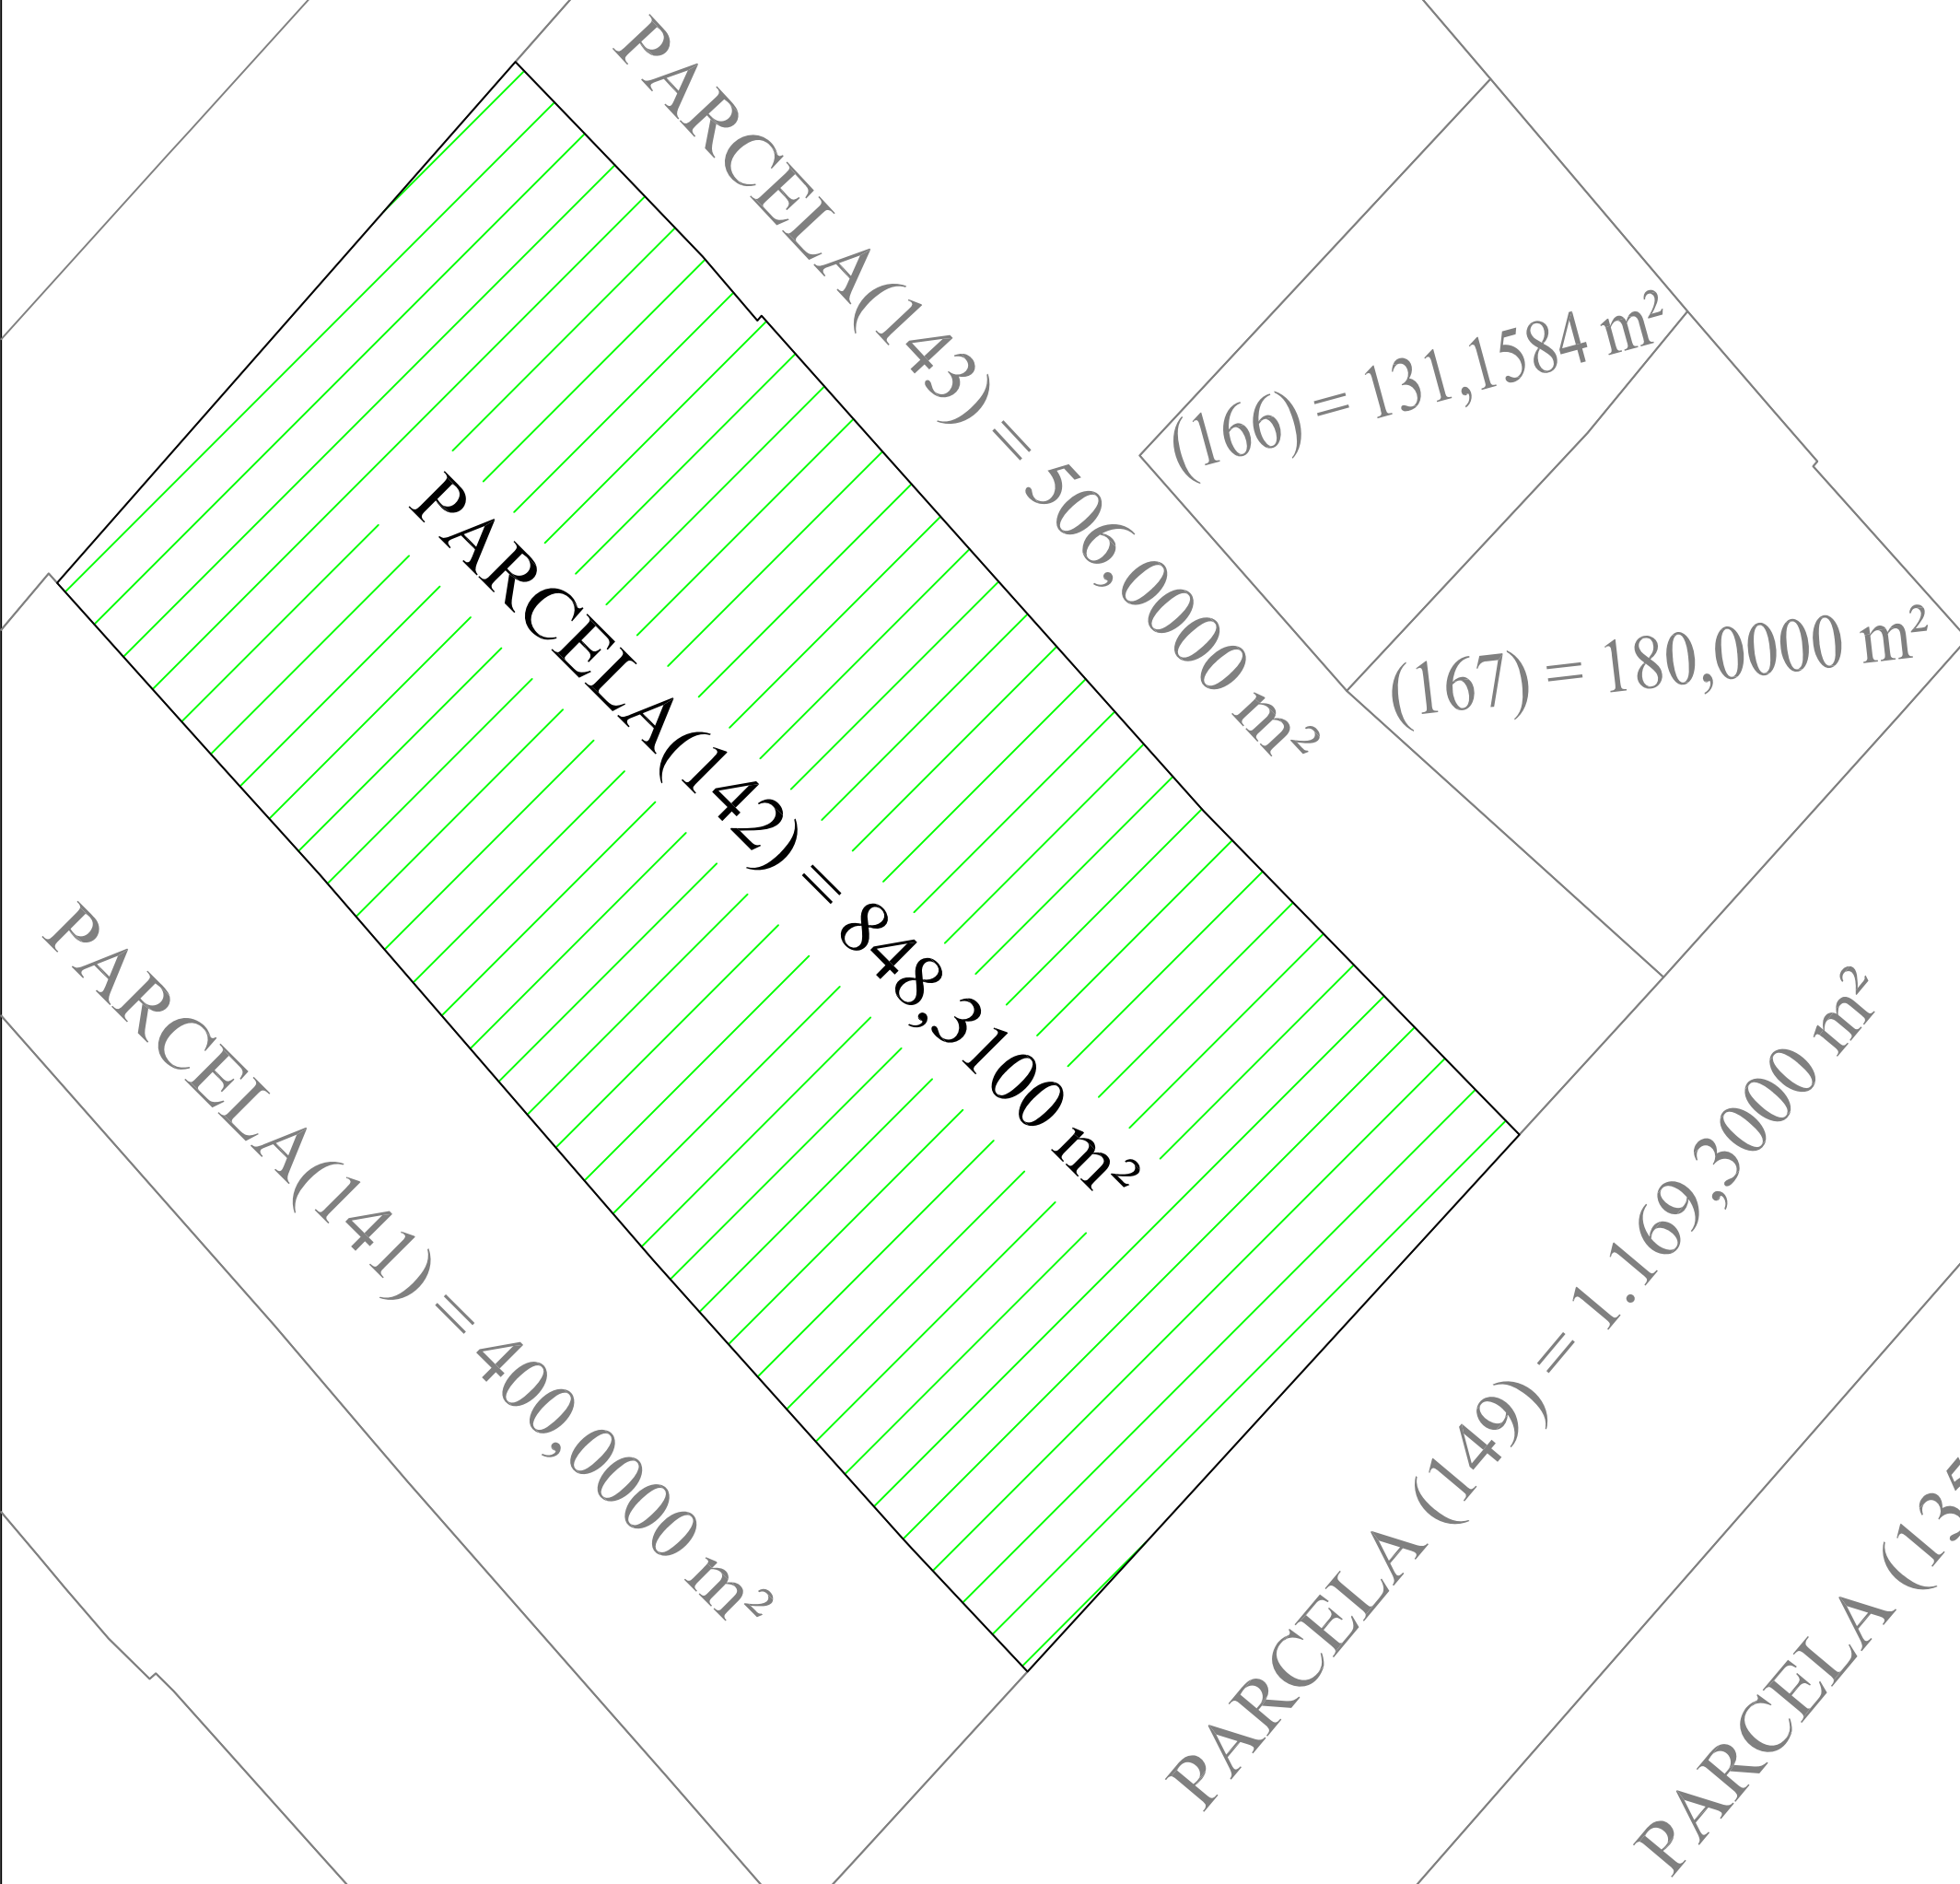 PARCELA(143) = 506,0000 m²
(166) = 131,1584 m²
(167) = 180,0000 m²
PARCELA(142) = 848,3100 m²
PARCELA(141) = 400,0000 m²
PARCELA (149) = 1.169,3000 m²
PARCELA (135